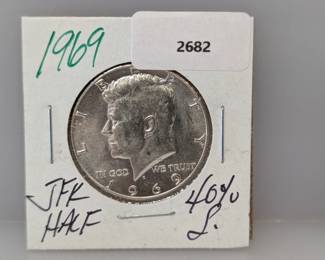 1969
2682
LIBERTY
IN GOD WE TRUST
1969
JFK
HALF
40%
S.